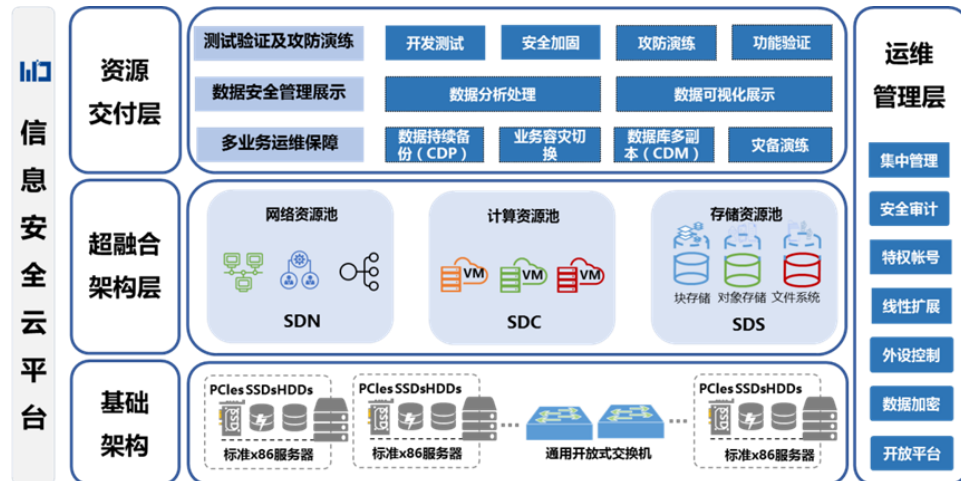 信
息
安
全
云
平
台
资源
交付层
测试验证及攻防演练
开发测试
安全加固
攻防演练
功能验证
数据安全管理展示
数据分析处理
数据可视化展示
多业务运维保障
数据持续备
份（CDP）
业务容灾切
换
数据库多副
本（CDM）
灾备演练
超融合
架构层
网络资源池
SDN
计算资源池
VM
VM
VM
SDC
存储资源池
块存储
对象存储
文件系统
SDS
基础
架构
PCIes SSDsHDDs
标准x86服务器
PCIes SSDsHDDs
标准x86服务器
通用开放式交换机
PCIes SSDsHDDs
标准x86服务器
运维
管理层
集中管理
安全审计
特权帐号
线性扩展
外设控制
数据加密
开放平台